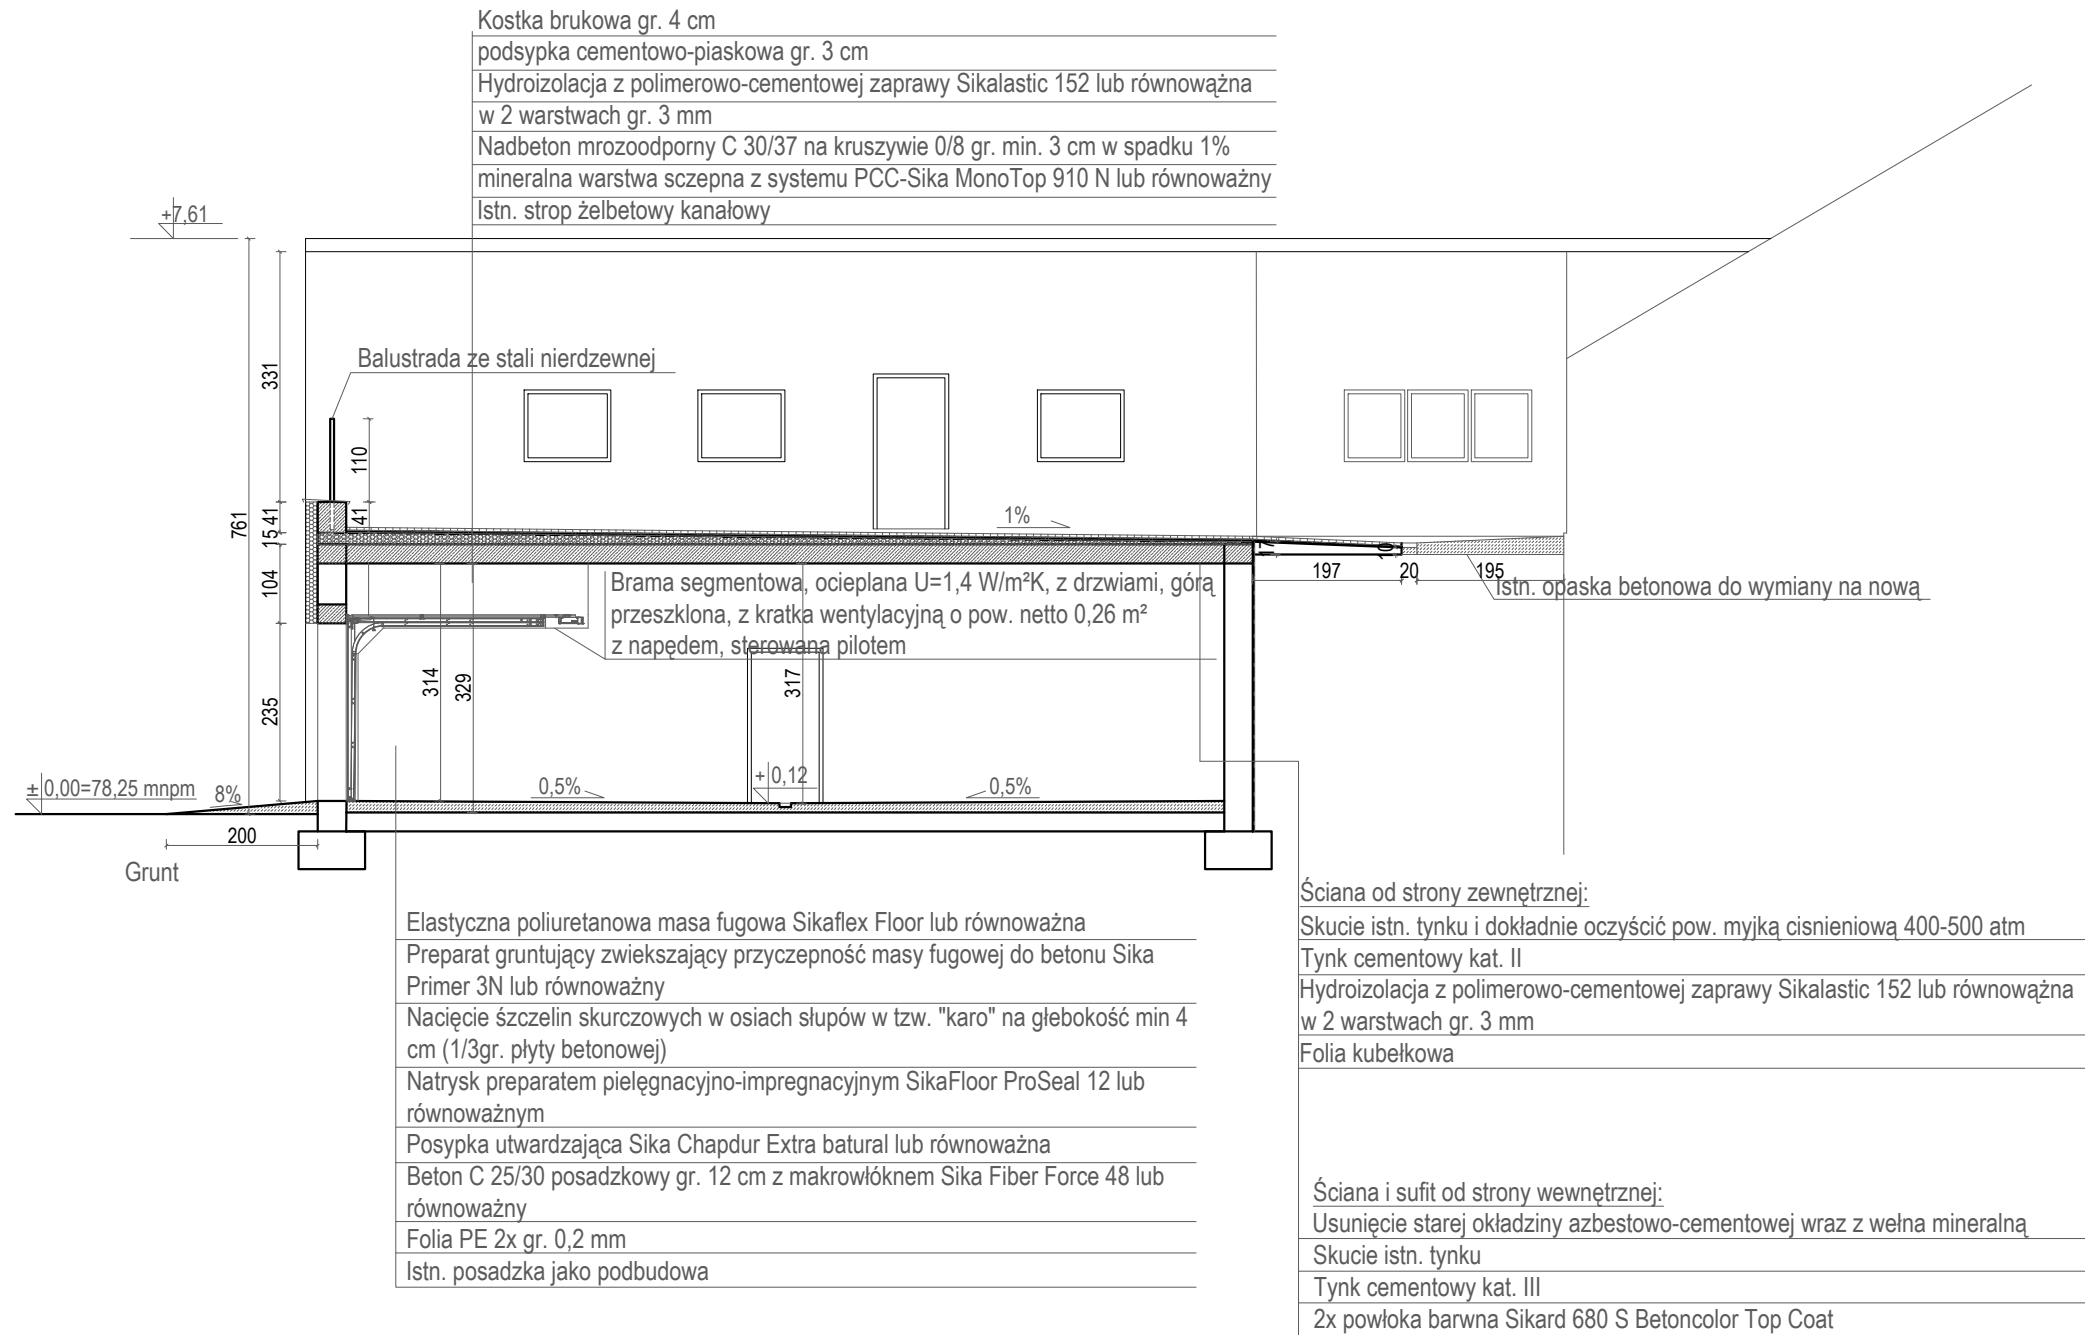 Kostka brukowa gr. 4 cm
podsypka cementowo-piaskowa gr. 3 cm
Hydroizolacja z polimerowo-cementowej zaprawy Sikalastic 152 lub równowążna
w 2 warstwach gr. 3 mm
Nadbeton mrozoodporny C 30/37 na kruszywie 0/8 gr. min. 3 cm w spadku 1%
mineralna warstwa sczepna z systemu PCC-Sika MonoTop 910 N lub równoważny
Istn. strop żelbetowy kanałowy
+7,61
Balustrada ze stali nierdzewnej
331
110
761
41
41
15
1%
17
10
104
197
20
195
Istn. opaska betonowa do wymiany na nową
Brama segmentowa, ocieplana U=1,4 W/m²K, z drzwiami, górą
przeszklona, z kratka wentylacyjną o pow. netto 0,26 m²
z napędem, sterowana pilotem
314
329
317
235
±0,00=78,25 mnpm
8%
0,5%
+0,12
0,5%
200
Grunt
Elastyczna poliuretanowa masa fugowa Sikaflex Floor lub równoważna
Preparat gruntujący zwiekszający przyczepność masy fugowej do betonu Sika
Primer 3N lub równoważny
Nacięcie śzczelin skurczowych w osiach słupów w tzw. "karo" na głebokość min 4
cm (1/3gr. płyty betonowej)
Natrysk preparatem pielęgnacyjno-impregnacyjnym SikaFloor ProSeal 12 lub
równoważnym
Posypka utwardzająca Sika Chapdur Extra batural lub równoważna
Beton C 25/30 posadzkowy gr. 12 cm z makrowłóknem Sika Fiber Force 48 lub
równoważny
Folia PE 2x gr. 0,2 mm
Istn. posadzka jako podbudowa
Ściana od strony zewnętrznej:
Skucie istn. tynku i dokładnie oczyścić pow. myjką cisnieniową 400-500 atm
Tynk cementowy kat. II
Hydroizolacja z polimerowo-cementowej zaprawy Sikalastic 152 lub równowążna
w 2 warstwach gr. 3 mm
Folia kubełkowa
Ściana i sufit od strony wewnętrznej:
Usunięcie starej okładziny azbestowo-cementowej wraz z wełna mineralną
Skucie istn. tynku
Tynk cementowy kat. III
2x powłoka barwna Sikard 680 S Betoncolor Top Coat